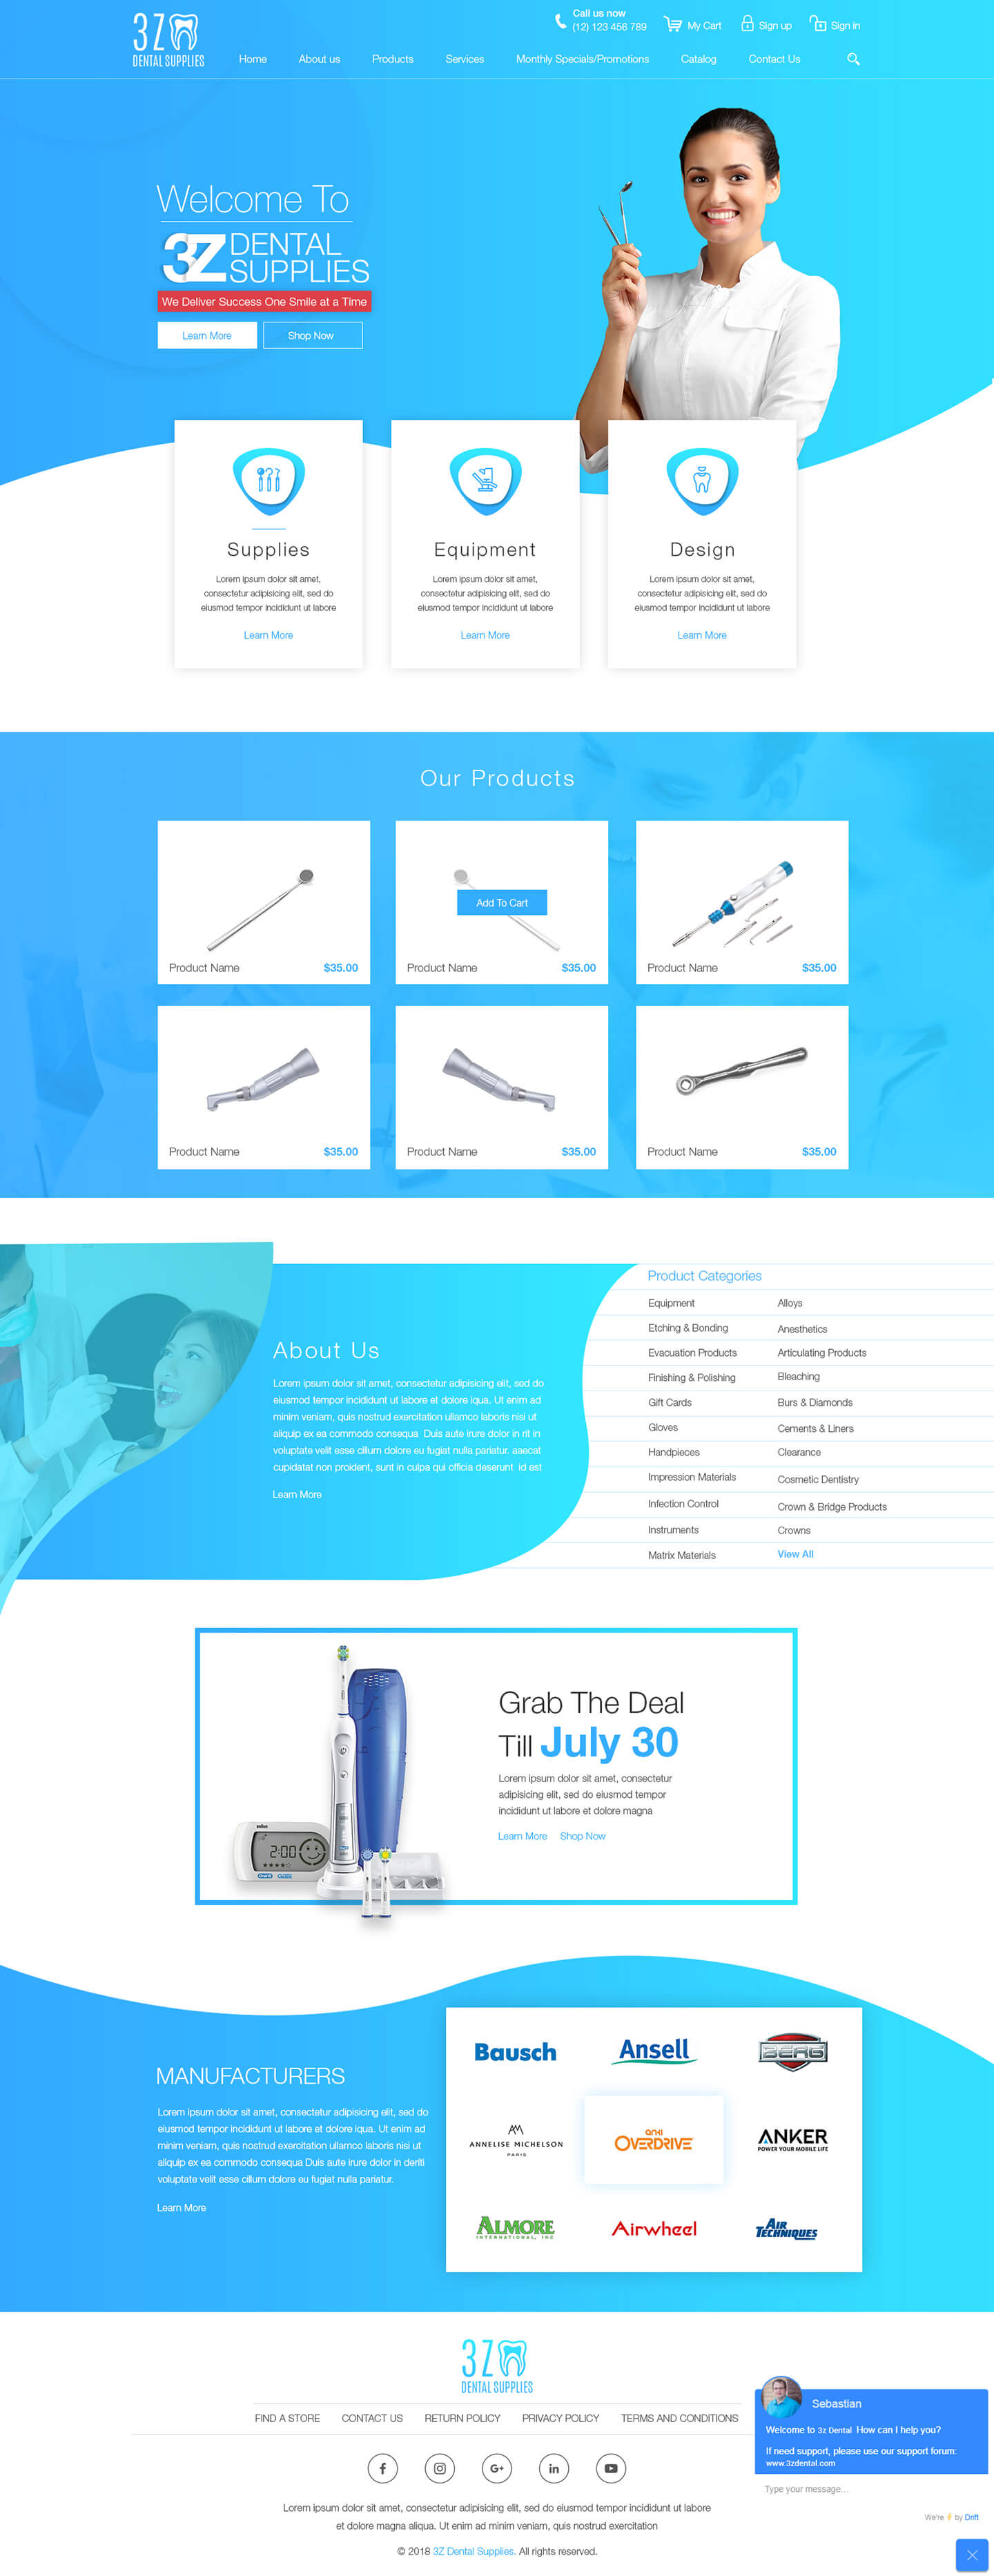 3Z
DENTAL SUPPLIES
Call us now
(12) 123 456 789
My Cart
Sign up
Sign in
Home
About us
Products
Services
Monthly Specials/Promotions
Catalog
Contact Us
Welcome To
3Z DENTAL
SUPPLIES
We Deliver Success One Smile at a Time
Learn More
Shop Now
Supplies
Lorem ipsum dolor sit amet,
consectetur adipisicing elit, sed do
eiusmod tempor incididunt ut labore
Learn More
Equipment
Lorem ipsum dolor sit amet,
consectetur adipisicing elit, sed do
eiusmod tempor incididunt ut labore
Learn More
Design
Lorem ipsum dolor sit amet,
consectetur adipisicing elit, sed do
eiusmod tempor incididunt ut labore
Learn More
Our Products
Product Name $35.00
Add To Cart
Product Name $35.00
Product Name $35.00
Product Name $35.00
Product Name $35.00
Product Name $35.00
About Us
Lorem ipsum dolor sit amet, consectetur adipisicing elit, sed do
eiusmod tempor incididunt ut labore et dolore iqua. Ut enim ad
minim veniam, quis nostrud exercitation ullamco laboris nisi ut
aliquip ex ea commodo consequa Duis aute irure dolor in rit in
voluptate velit esse cillum dolore eu fugiat nulla pariatur. aaecat
cupidatat non proident, sunt in culpa qui officia deserunt id est
Learn More
Product Categories
Equipment
Etching & Bonding
Evacuation Products
Finishing & Polishing
Gift Cards
Gloves
Handpieces
Impression Materials
Infection Control
Instruments
Matrix Materials
Alloys
Anesthetics
Articulating Products
Bleaching
Burs & Diamonds
Cements & Liners
Clearance
Cosmetic Dentistry
Crown & Bridge Products
Crowns
View All
BRAUN
2:00
Oral-B
Grab The Deal
Till July 30
Lorem ipsum dolor sit amet, consectetur
adipisicing elit, sed do eiusmod tempor
incididunt ut labore et dolore magna
Learn More
Shop Now
MANUFACTURERS
Lorem ipsum dolor sit amet, consectetur adipisicing elit, sed do
eiusmod tempor incididunt ut labore et dolore iqua. Ut enim ad
minim veniam, quis nostrud exercitation ullamco laboris nisi ut
aliquip ex ea commodo consequa Duis aute irure dolor in deriti
voluptate velit esse cillum dolore eu fugiat nulla pariatur.
Learn More
Bausch
Ansell
BERG
ANNELISE MICHELSON
PARIS
anki
OVERDRIVE
ANKER
POWER YOUR MOBILE LIFE
ALMORE
INTERNATIONAL, INC
Airwheel
AIR
TECHNIQUES
3Z
DENTAL SUPPLIES
FIND A STORE
CONTACT US
RETURN POLICY
PRIVACY POLICY
TERMS AND CONDITIONS
f
G+
in
Lorem ipsum dolor sit amet, consectetur adipisicing elit, sed do eiusmod tempor incididunt ut labore
et dolore magna aliqua. Ut enim ad minim veniam, quis nostrud exercitation
© 2018 3Z Dental Supplies. All rights reserved.
Sebastian
Welcome to 3z Dental How can I help you?
If need support, please use our support forum:
www.3zdental.com
Type your message...
We're ⚡ by Drift